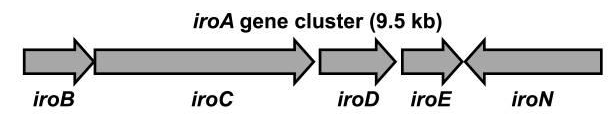 iroA gene cluster (9.5 kb)
iroB iroC iroD iroE iroN